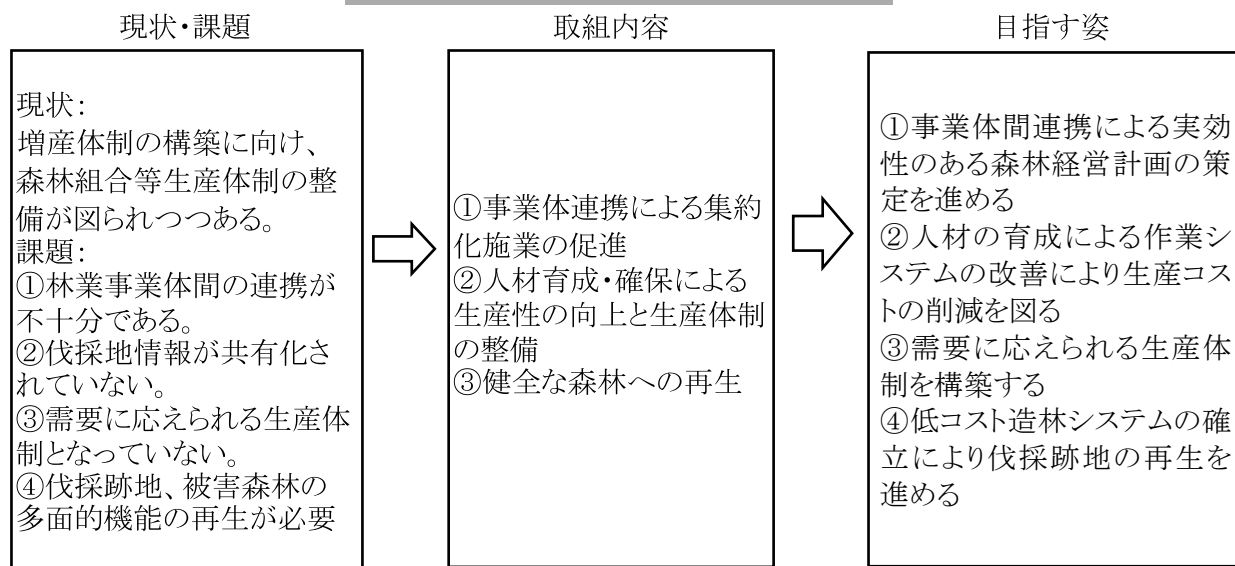 現状・課題
現状：
増産体制の構築に向け、
森林組合等生産体制の整
備が図られつつある。
課題：
①林業事業体間の連携が
不十分である。
②伐採地情報が共有化さ
れていない。
③需要に応えられる生産体
制となっていない。
④伐採跡地、被害森林の
多面的機能の再生が必要
取組内容
①事業体連携による集約
化施業の促進
②人材育成・確保による
生産性の向上と生産体制
の整備
③健全な森林への再生
目指す姿
①事業体間連携による実効
性のある森林経営計画の策
定を進める
②人材の育成による作業シ
ステムの改善により生産コス
トの削減を図る
③需要に応えられる生産体
制を構築する
④低コスト造林システムの確
立により伐採跡地の再生を
進める